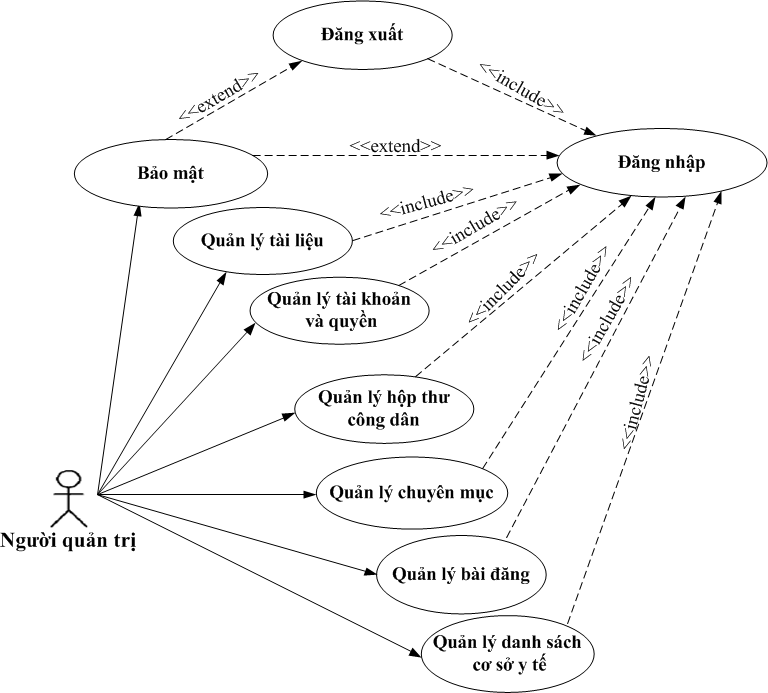 Đăng xuất
<<extend>>
<<include>>
<<extend>>
Bảo mật
Đăng nhập
<<include>>
Quản lý tài liệu
<<include>>
Quản lý tài khoản
và quyền
<<include>>
<<include>>
<<include>>
Quản lý hộp thư
công dân
<<include>>
Quản lý chuyên mục
Người quản trị
Quản lý bài đăng
Quản lý danh sách
cơ sở y tế